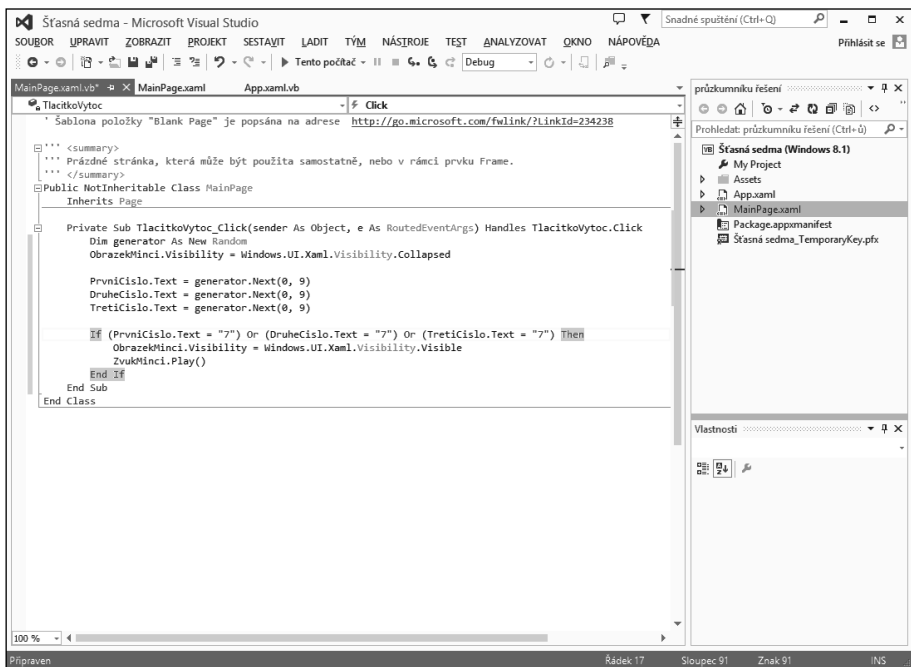 Šťasná sedma - Microsoft Visual Studio
Snadné spuštění (Ctrl+Q)
SOUBOR UPRAVIT ZOBRAZIT PROJEKT SESTAVIT LADIT TÝM NÁSTROJE TEST ANALYZOVAT OKNO NÁPOVĚDA
Přihlásit se
Tento počítač
Debug
MainPage.xaml.vb*
MainPage.xaml
App.xaml.vb
TlacitkoVytoc
Click
' Šablona položky "Blank Page" je popsána na adrese http://go.microsoft.com/fwlink/?LinkId=234238
''' <summary>
''' Prázdné stránka, která může být použita samostatně, nebo v rámci prvku Frame.
''' </summary>
Public NotInheritable Class MainPage
Inherits Page
Private Sub TlacitkoVytoc_Click(sender As Object, e As RoutedEventArgs) Handles TlacitkoVytoc.Click
Dim generator As New Random
ObrazekMinci.Visibility = Windows.UI.Xaml.Visibility.Collapsed
PrvniCislo.Text = generator.Next(0, 9)
DruheCislo.Text = generator.Next(0, 9)
TretiCislo.Text = generator.Next(0, 9)
If (PrvniCislo.Text = "7") Or (DruheCislo.Text = "7") Or (TretiCislo.Text = "7") Then
ObrazekMinci.Visibility = Windows.UI.Xaml.Visibility.Visible
ZvukMinci.Play()
End If
End Sub
End Class
100 %
průzkumníku řešení
Prohledat: průzkumníku řešení (Ctrl+ů)
VB Šťasná sedma (Windows 8.1)
My Project
Assets
App.xaml
MainPage.xaml
Package.appxmanifest
Šťasná sedma_TemporaryKey.pfx
Vlastnosti
Připraven
Řádek 17
Sloupec 91
Znak 91
INS